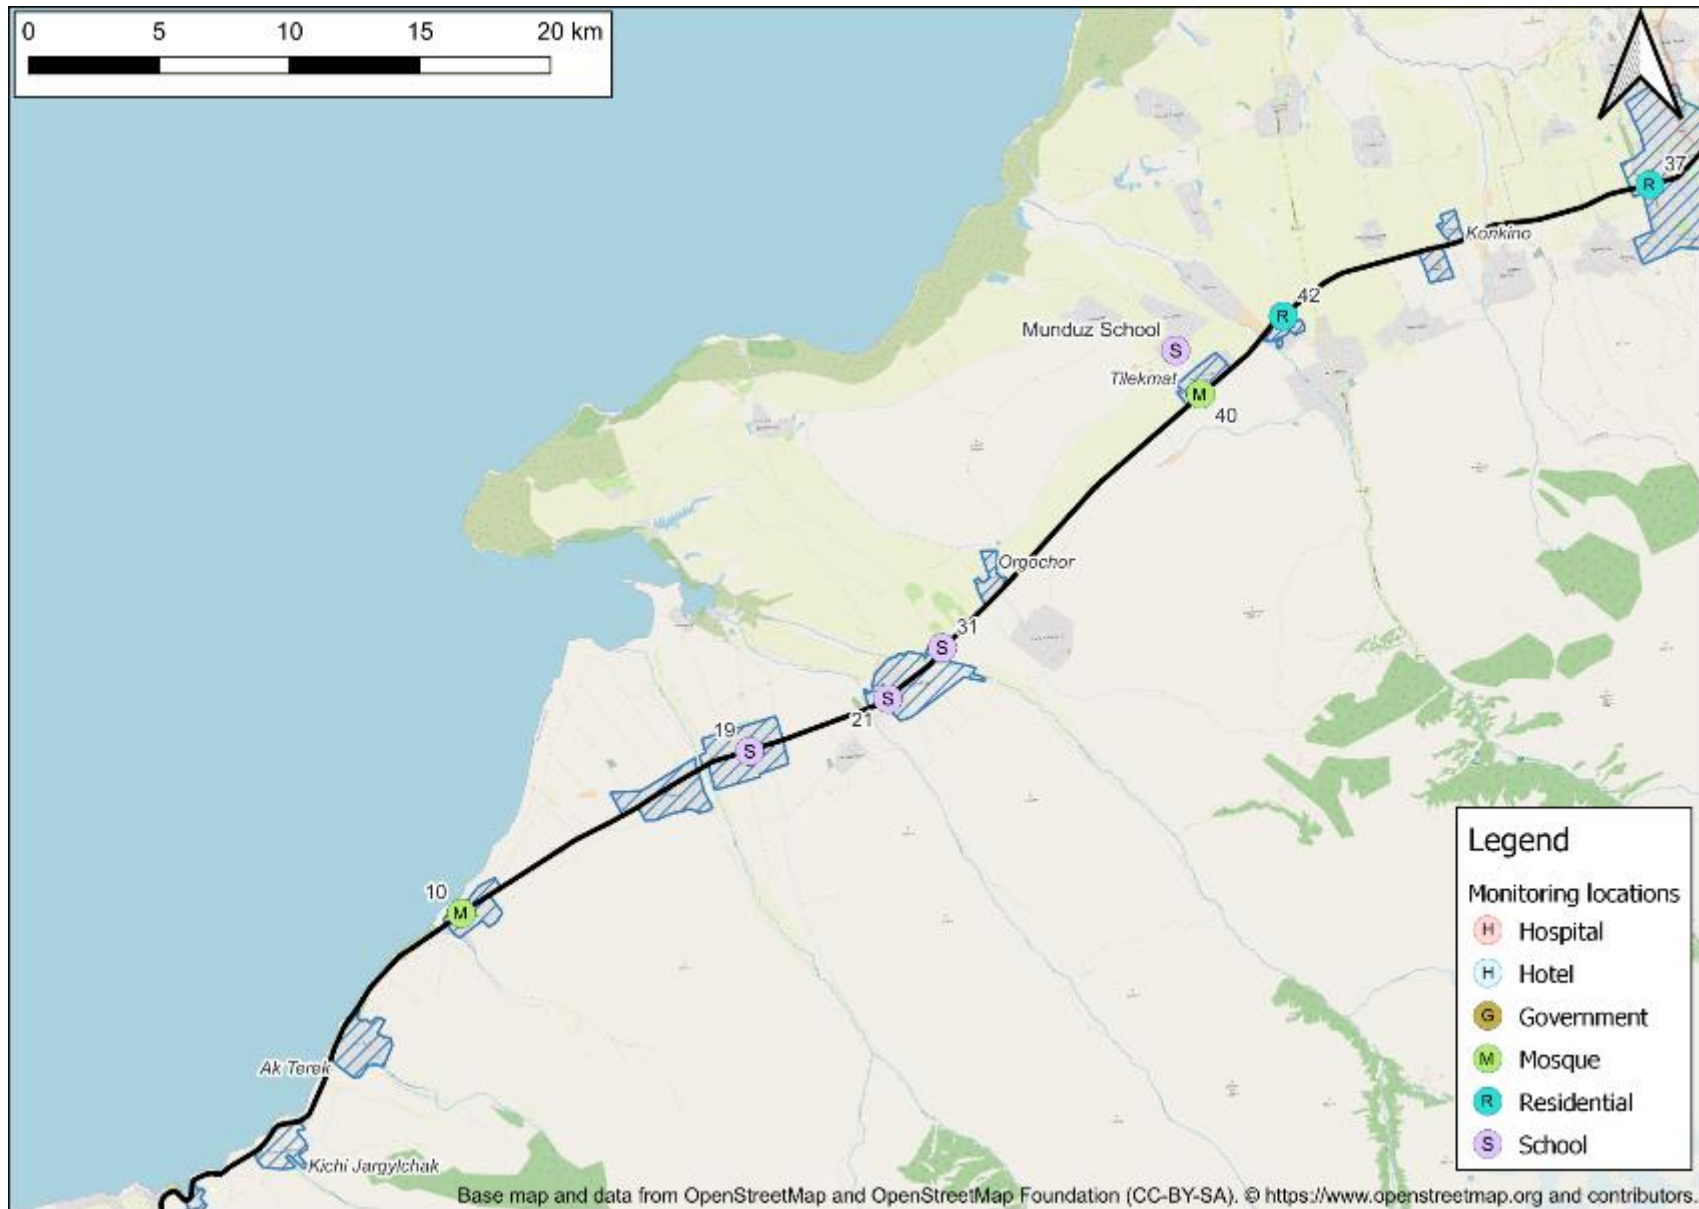 0 5 10 15 20 km
37
R
Konkino
42
R
Munduz School
S
Tilekmat
M
40
Orgochor
31
S
S
21
19
S
10
M
Ak Terek
Kichi Jargylchak
Legend
Monitoring locations
H Hospital
H Hotel
G Government
M Mosque
R Residential
S School
Base map and data from OpenStreetMap and OpenStreetMap Foundation (CC-BY-SA). © https://www.openstreetmap.org and contributors.